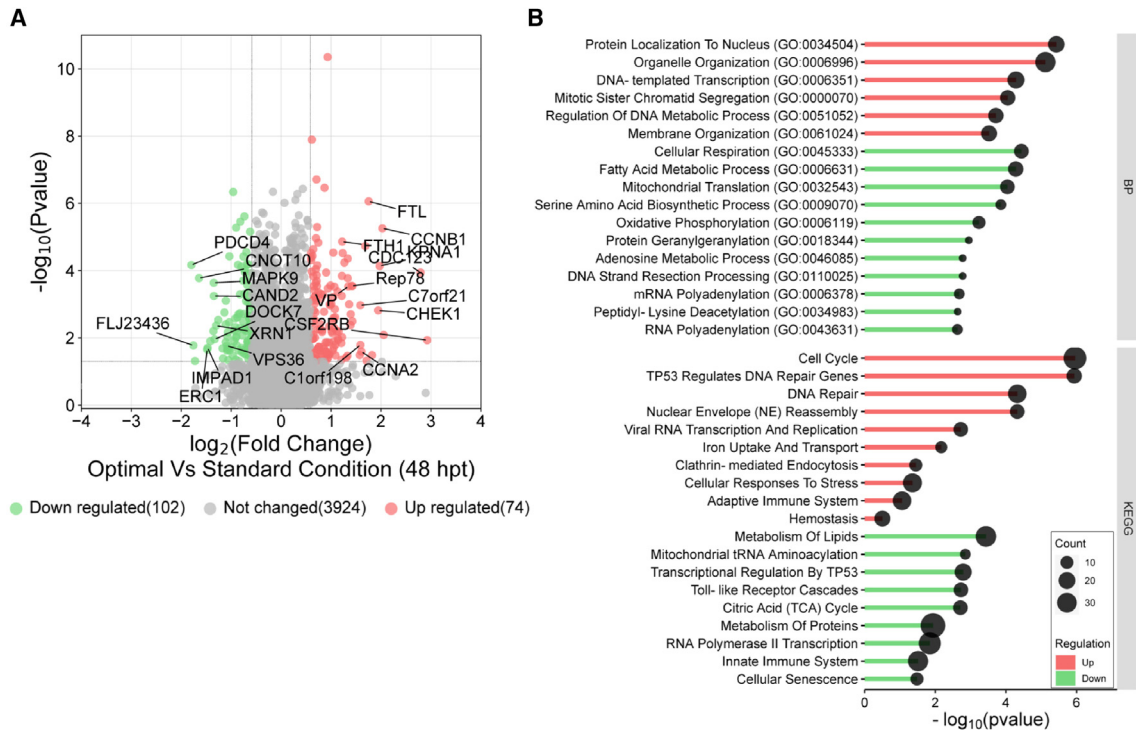 A
-log10(Pvalue)
10
8
6
4
2
0
FTL
CCNB1
FTH1
KPNA1
CDC123
PDCD4
CNOT10
MAPK9
Rep78
VP
CAND2
C7orf21
DOCK7
CHEK1
FLJ23436
CSF2RB
XRN1
VPS36
CCNA2
IMPAD1
C1orf198
ERC1
−4 −3 −2 −1 0 1 2 3 4
log2(Fold Change)
Optimal Vs Standard Condition (48 hpt)
Down regulated(102) Not changed(3924) Up regulated(74)
B
Protein Localization To Nucleus (GO:0034504)
Organelle Organization (GO:0006996)
DNA- templated Transcription (GO:0006351)
Mitotic Sister Chromatid Segregation (GO:0000070)
Regulation Of DNA Metabolic Process (GO:0051052)
Membrane Organization (GO:0061024)
Cellular Respiration (GO:0045333)
Fatty Acid Metabolic Process (GO:0006631)
Mitochondrial Translation (GO:0032543)
Serine Amino Acid Biosynthetic Process (GO:0009070)
Oxidative Phosphorylation (GO:0006119)
Protein Geranylgeranylation (GO:0018344)
Adenosine Metabolic Process (GO:0046085)
DNA Strand Resection Processing (GO:0110025)
mRNA Polyadenylation (GO:0006378)
Peptidyl- Lysine Deacetylation (GO:0034983)
RNA Polyadenylation (GO:0043631)
BP
Cell Cycle
TP53 Regulates DNA Repair Genes
DNA Repair
Nuclear Envelope (NE) Reassembly
Viral RNA Transcription And Replication
Iron Uptake And Transport
Clathrin- mediated Endocytosis
Cellular Responses To Stress
Adaptive Immune System
Hemostasis
Metabolism Of Lipids
Mitochondrial tRNA Aminoacylation
Transcriptional Regulation By TP53
Toll- like Receptor Cascades
Citric Acid (TCA) Cycle
Metabolism Of Proteins
RNA Polymerase II Transcription
Innate Immune System
Cellular Senescence
KEGG
Count
10
20
30
Regulation
Up
Down
0 2 4 6
- log10(pvalue)